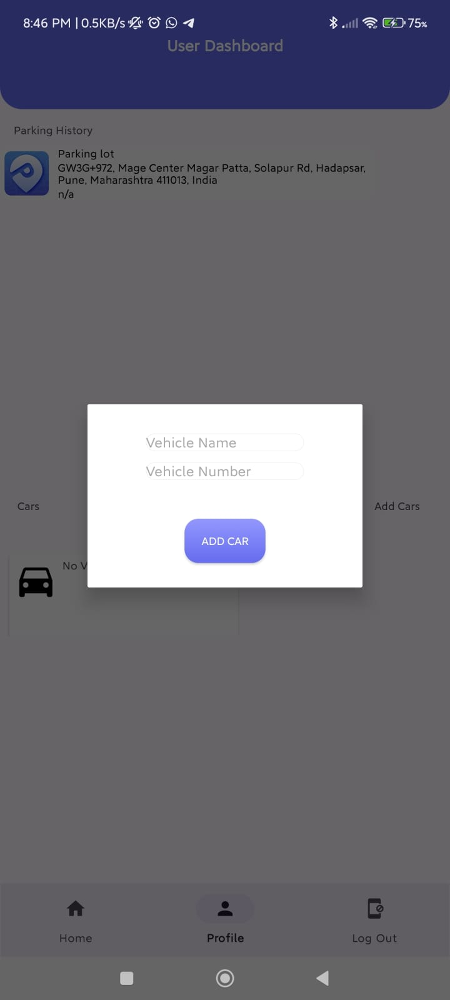 8:46 PM | 0.5KB/s
75%
User Dashboard
Parking History
Parking lot
GW3G+972, Mage Center Magar Patta, Solapur Rd, Hadapsar,
Pune, Maharashtra 411013, India
n/a
Vehicle Name
Vehicle Number
Cars
Add Cars
ADD CAR
No V
Home
Profile
Log Out